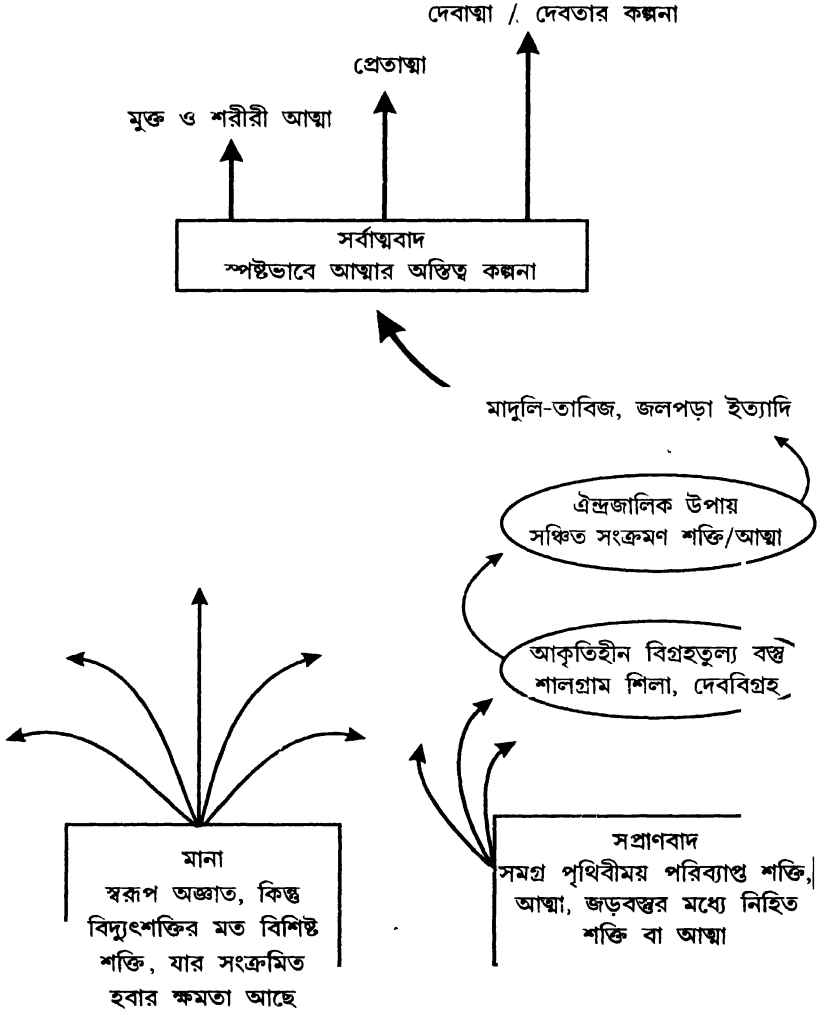 দেবাত্মা / দেবতার কল্পনা
প্রেতাত্মা
মুক্ত ও শরীরী আত্মা
সর্বাত্মবাদ
স্পষ্টভাবে আত্মার অস্তিত্ব কল্পনা
মাদুলি-তাবিজ, জলপড়া ইত্যাদি
ঐন্দ্রজালিক উপায়
সঞ্চিত সংক্রমণ শক্তি/আত্মা
আকৃতিহীন বিগ্রহতুল্য বস্তু
শালগ্রাম শিলা, দেববিগ্রহ
মানা
স্বরূপ অজ্ঞাত, কিন্তু
বিদ্যুৎশক্তির মত বিশিষ্ট
শক্তি, যার সংক্রমিত
হবার ক্ষমতা আছে
সপ্রাণবাদ
সমগ্র পৃথিবীময় পরিব্যাপ্ত শক্তি,
আত্মা, জড়বস্তুর মধ্যে নিহিত
শক্তি বা আত্মা